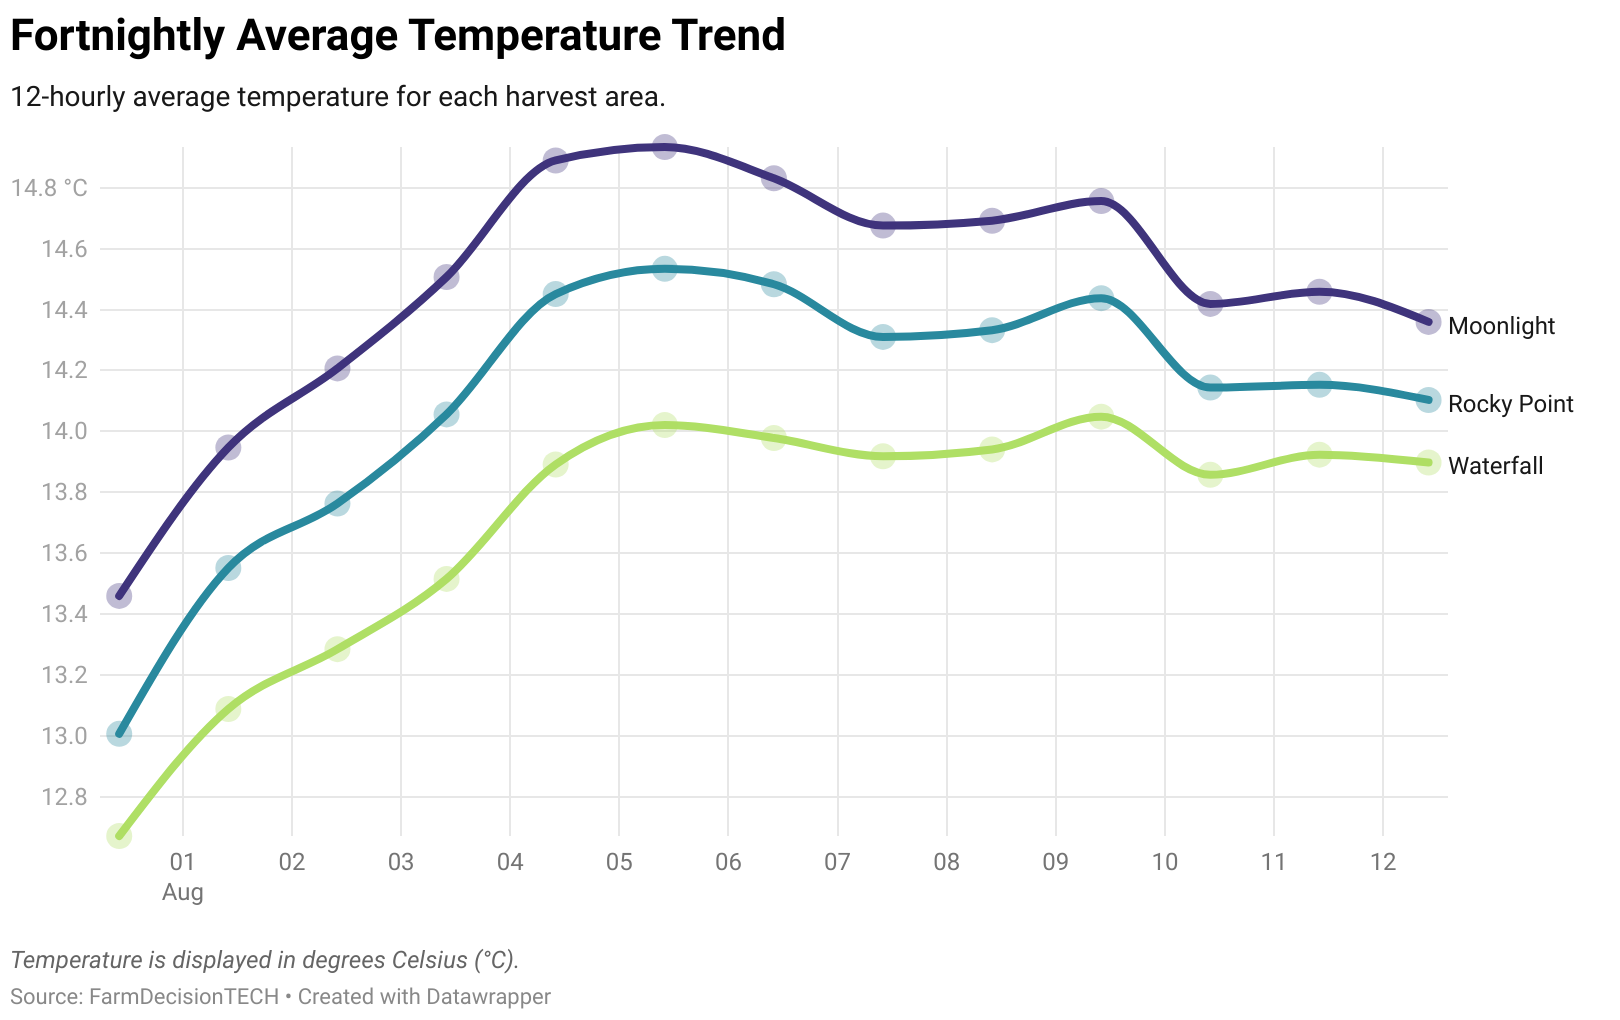 Fortnightly Average Temperature Trend
12-hourly average temperature for each harvest area.
14.8 °C
14.6
14.4
14.2
14.0
13.8
13.6
13.4
13.2
13.0
12.8
Moonlight
Rocky Point
Waterfall
01 02 03 04 05 06 07 08 09 10 11 12
Aug
Temperature is displayed in degrees Celsius (°C).
Source: FarmDecisionTECH • Created with Datawrapper